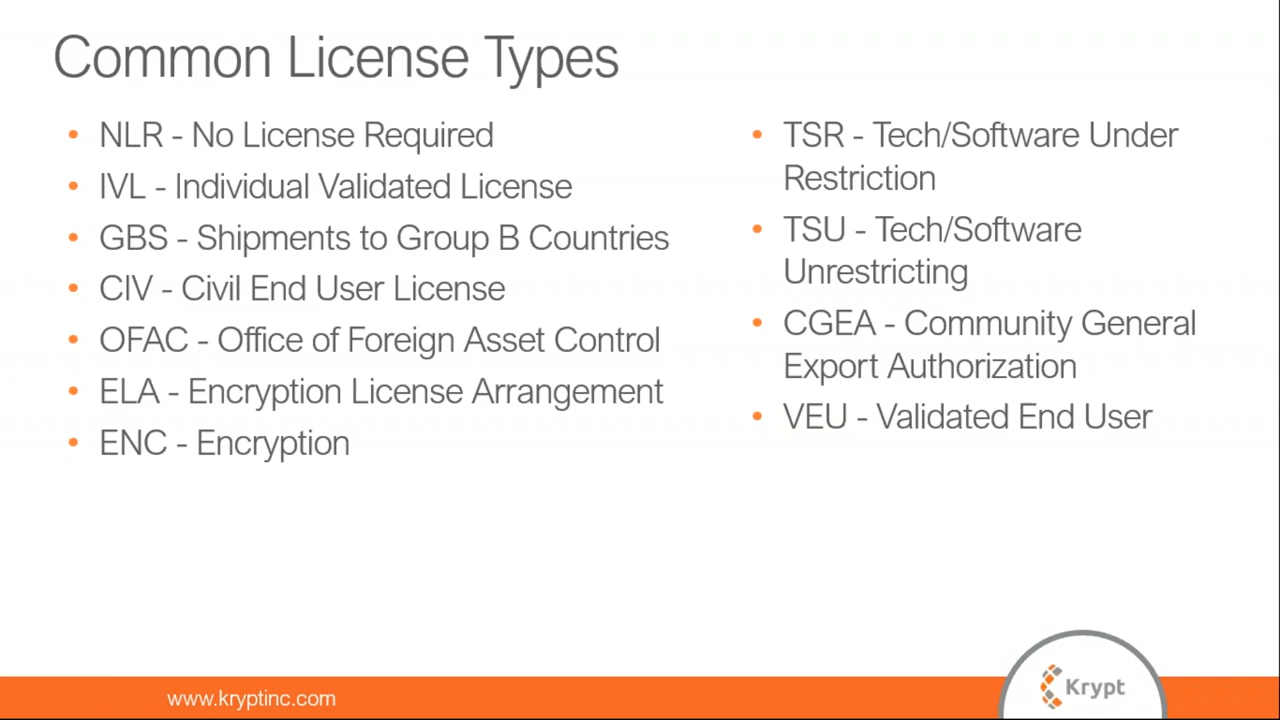 Common License Types
NLR - No License Required
IVL - Individual Validated License
GBS - Shipments to Group B Countries
CIV - Civil End User License
OFAC - Office of Foreign Asset Control
ELA - Encryption License Arrangement
ENC - Encryption
TSR - Tech/Software Under
Restriction
TSU - Tech/Software
Unrestricting
CGEA - Community General
Export Authorization
VEU - Validated End User
www.kryptinc.com
Krypt